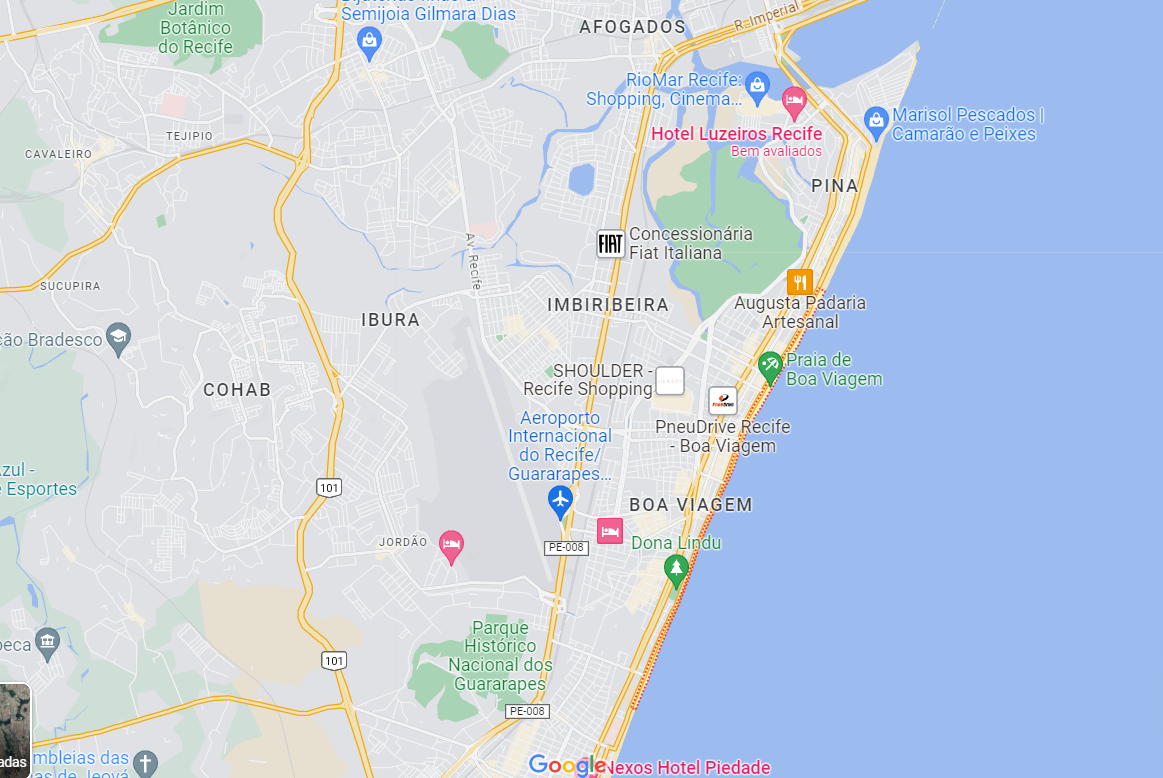 Jardim
Botânico
do Recife
Semijoia Gilmara Dias
AFOGADOS
R. Imperial
RioMar Recife:
Shopping, Cinema...
Hotel Luzeiros Recife
Bem avaliados
Marisol Pescados |
Camarão e Peixes
TEJIPIO
CAVALEIRO
PINA
Av. Recife
FIAT
Concessionária
Fiat Italiana
SUCUPIRA
IMBIRIBEIRA
Augusta Padaria
Artesanal
IBURA
ção Bradesco
COHAB
SHOULDER -
Recife Shopping
Praia de
Boa Viagem
Aeroporto
Internacional
do Recife/
Guararapes...
PneuDrive Recife
- Boa Viagem
zul -
e Esportes
101
BOA VIAGEM
JORDÃO
PE-008
Dona Lindu
Parque
Histórico
Nacional dos
Guararapes
peca
101
PE-008
adas
mbleias das
as de Jeová
Google
Nexos Hotel Piedade